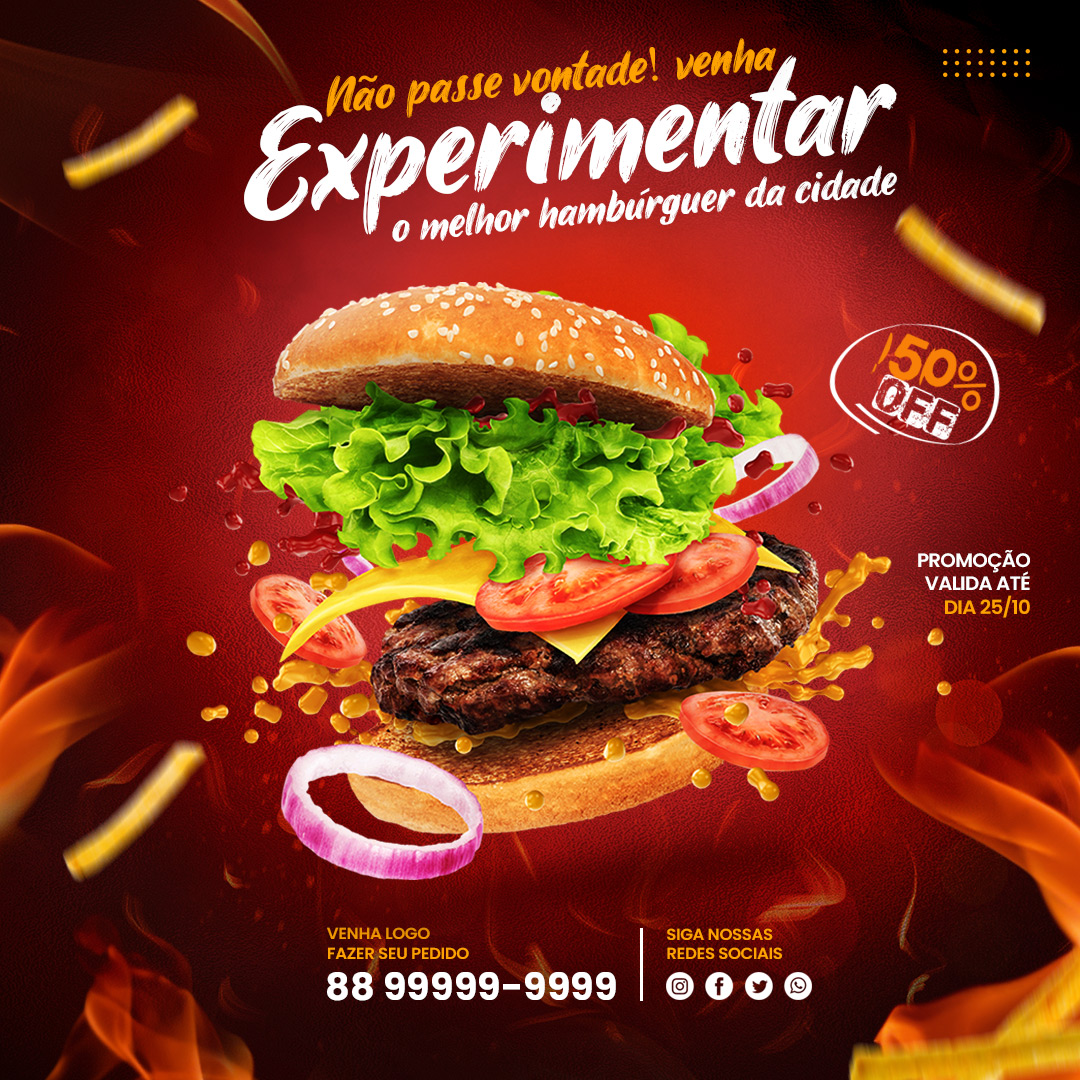 Não passe vontade! venha
Experimentar
o melhor hambúrguer da cidade
50%
OFF
PROMOÇÃO
VALIDA ATÉ
DIA 25/10
VENHA LOGO
FAZER SEU PEDIDO
88 99999-9999
SIGA NOSSAS
REDES SOCIAIS